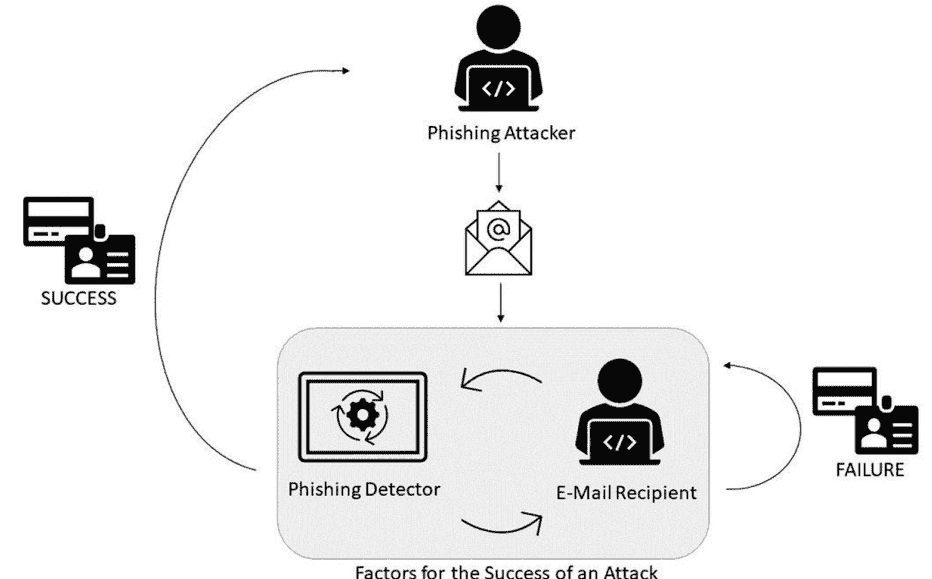 </>
Phishing Attacker
@
SUCCESS
</>
Phishing Detector
E-Mail Recipient
FAILURE
Factors for the Success of an Attack